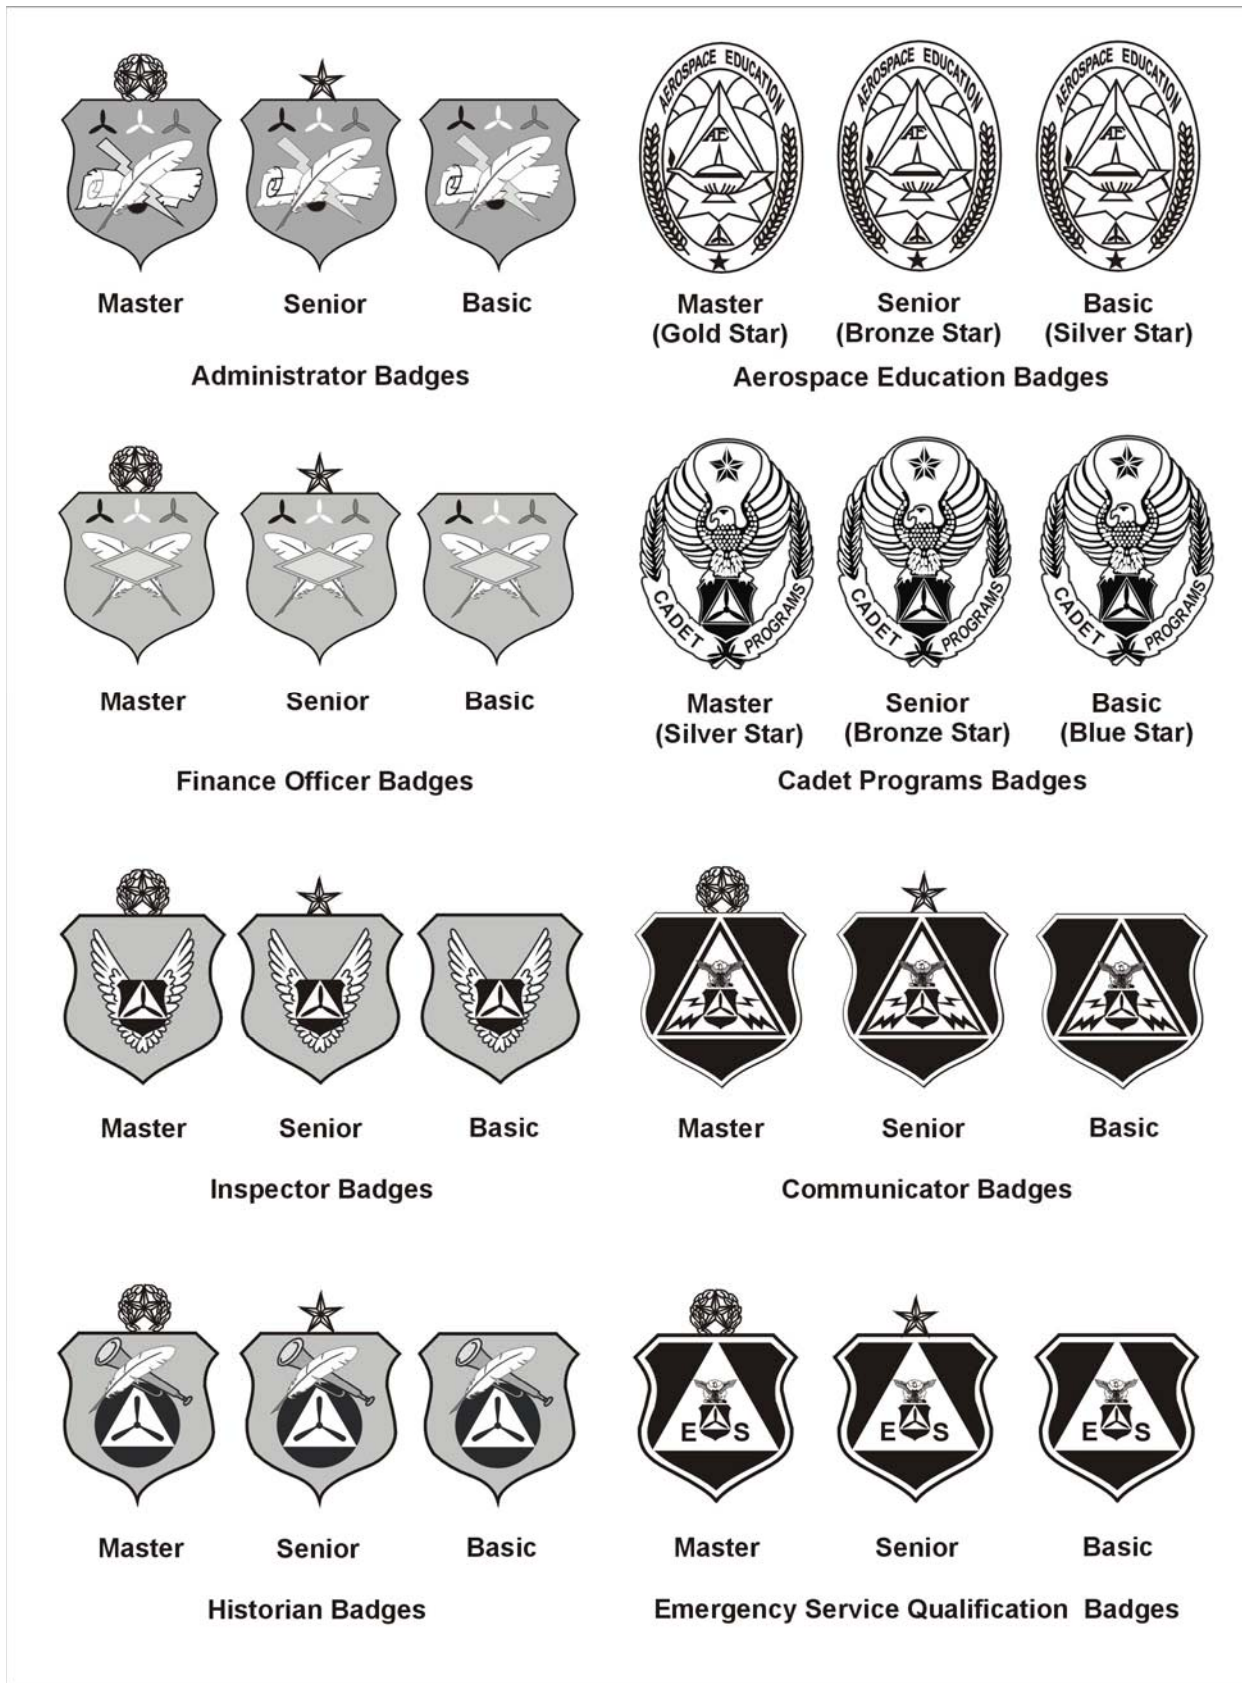 Master Senior Basic
Administrator Badges
AEROSPACE EDUCATION AEROSPACE EDUCATION AEROSPACE EDUCATION
AE AE AE
Master Senior Basic
(Gold Star) (Bronze Star) (Silver Star)
Aerospace Education Badges
Master Senior Basic
Finance Officer Badges
CADET PROGRAMS CADET PROGRAMS CADET PROGRAMS
Master Senior Basic
(Silver Star) (Bronze Star) (Blue Star)
Cadet Programs Badges
Master Senior Basic
Inspector Badges
Master Senior Basic
Communicator Badges
Master Senior Basic
Historian Badges
E S E S E S
Master Senior Basic
Emergency Service Qualification Badges